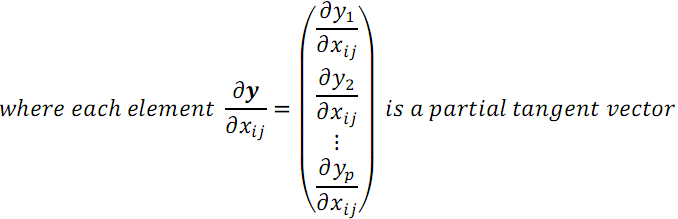 where each element ∂y/∂x_ij = (∂y_1/∂x_ij ∂y_2/∂x_ij ⋮ ∂y_p/∂x_ij) is a partial tangent vector